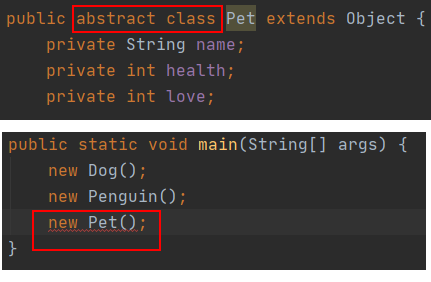 public abstract class Pet extends Object {
private String name;
private int health;
private int love;
public static void main(String[] args) {
new Dog();
new Penguin();
new Pet();
}